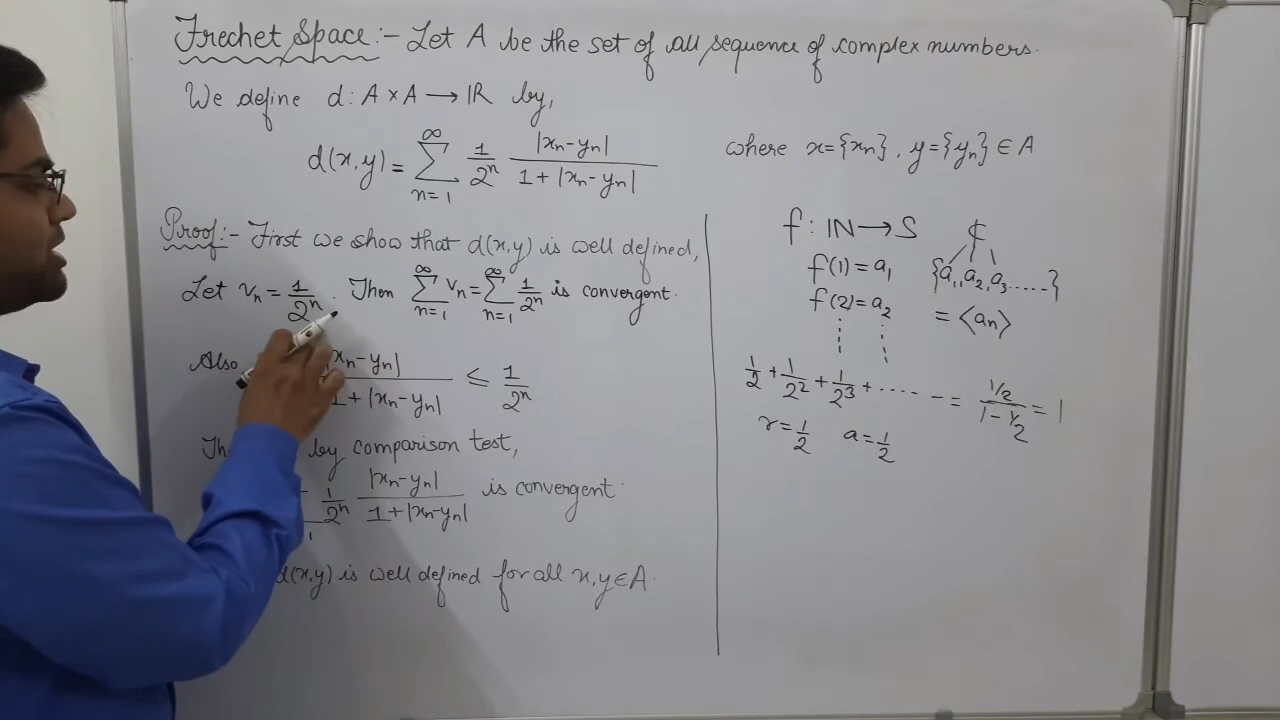 Frechet Space:- Let A be the set of all sequence of complex numbers.
We define d: A × A → IR by,
d(x,y) = ∑_{n=1}^{∞} 1/2^n |x_n - y_n| / 1 + |x_n - y_n|
where x = {x_n}, y = {y_n} ∈ A
Proof:- First we show that d(x,y) is well defined,
Let v_n = 1/2^n. Then ∑_{n=1}^{∞} v_n = ∑_{n=1}^{∞} 1/2^n is convergent.
Also x_n - y_n| / 1 + |x_n - y_n| ≤ 1/2^n
by comparison test,
1/2^n |x_n - y_n| / 1 + |x_n - y_n| is convergent.
d(x,y) is well defined for all x, y ∈ A.
f: IN → S
₵
f(1) = a_1
{a_1, a_2, a_3 .....}
f(2) = a_2
= <a_n>
1/2 + 1/2^2 + 1/2^3 + ..... = 1/2 / 1 - 1/2 = 1
r = 1/2 a = 1/2